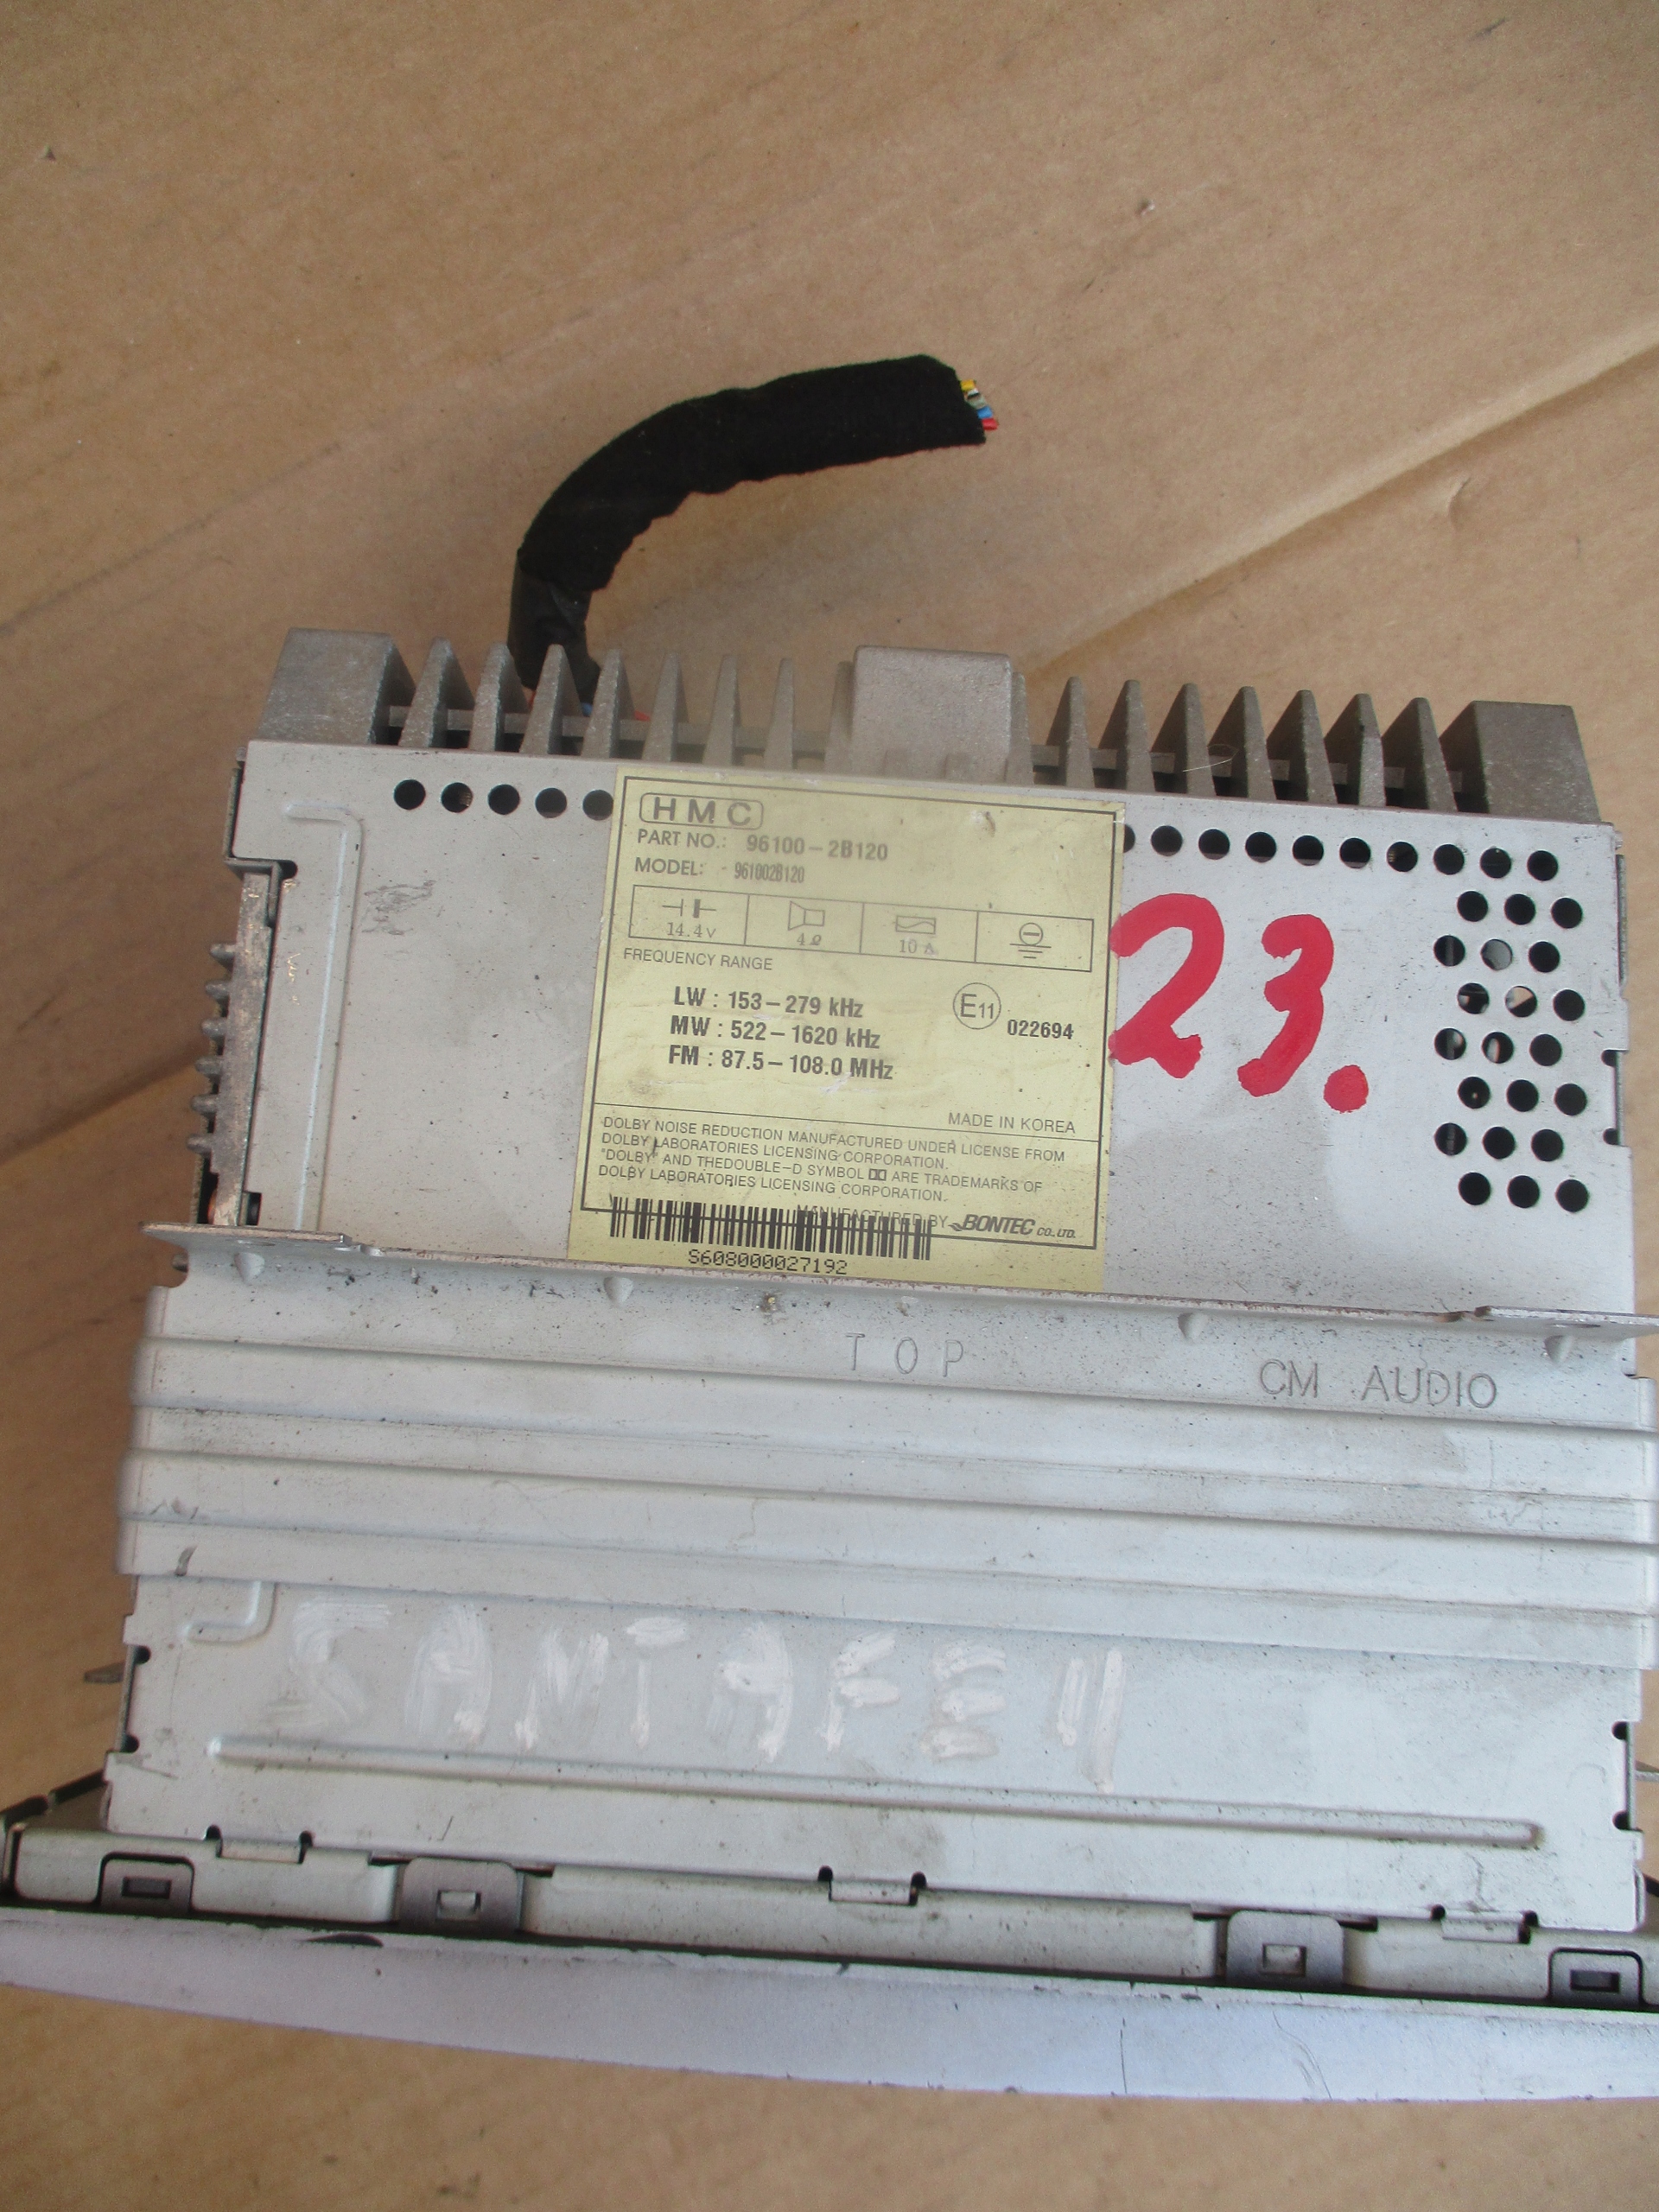 HMC
PART NO.: 96100-2B120
MODEL: 961002B120
14.4V 4Ω 10A
FREQUENCY RANGE
LW : 153-279 kHz
MW : 522-1620 kHz
FM : 87.5-108.0 MHz
E11 022694
MADE IN KOREA
DOLBY NOISE REDUCTION MANUFACTURED UNDER LICENSE FROM
DOLBY LABORATORIES LICENSING CORPORATION.
"DOLBY" AND THEDOUBLE-D SYMBOL ARE TRADEMARKS OF
DOLBY LABORATORIES LICENSING CORPORATION.
MANUFACTURED BY BONTEC CO., LTD.
S608000027192
23.
TOP
CM AUDIO
SANTAFE II